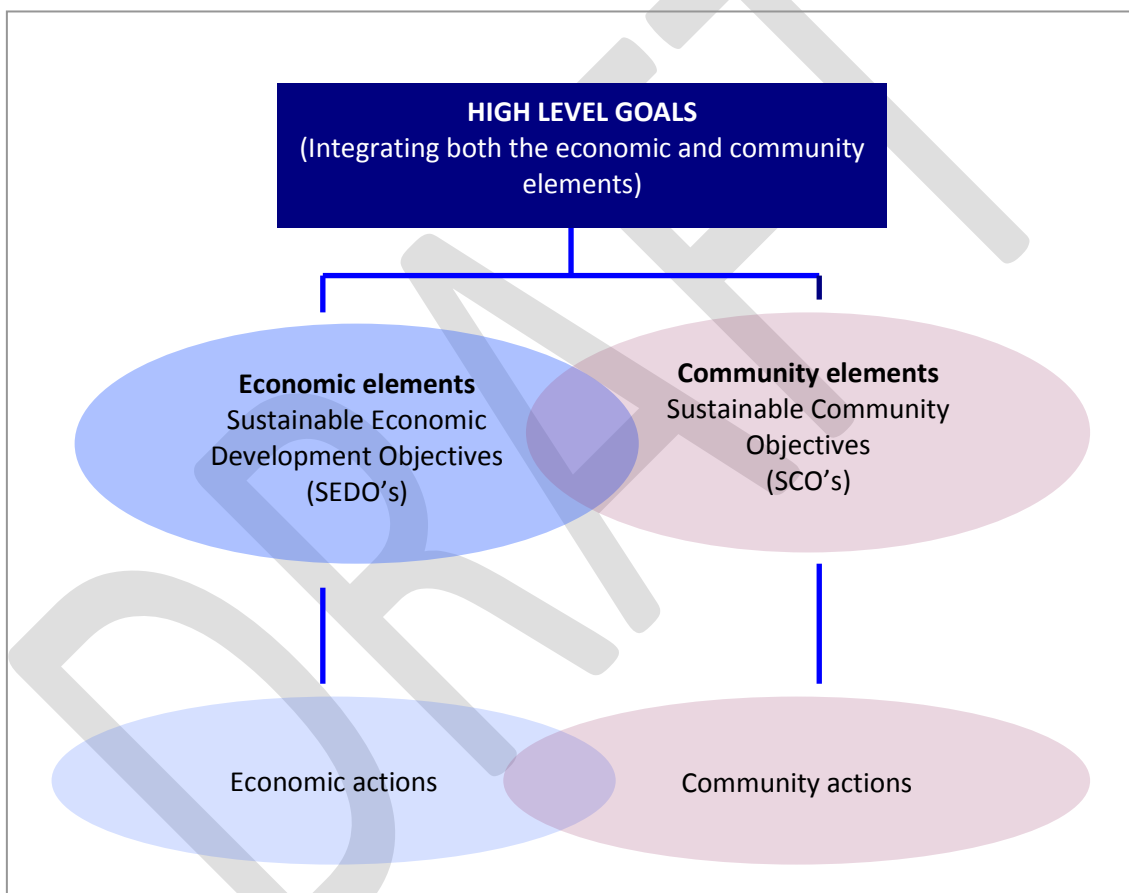 HIGH LEVEL GOALS
(Integrating both the economic and community
elements)
Economic elements
Sustainable Economic
Development Objectives
(SEDO’s)
Community elements
Sustainable Community
Objectives
(SCO’s)
Economic actions
Community actions
DRAFT